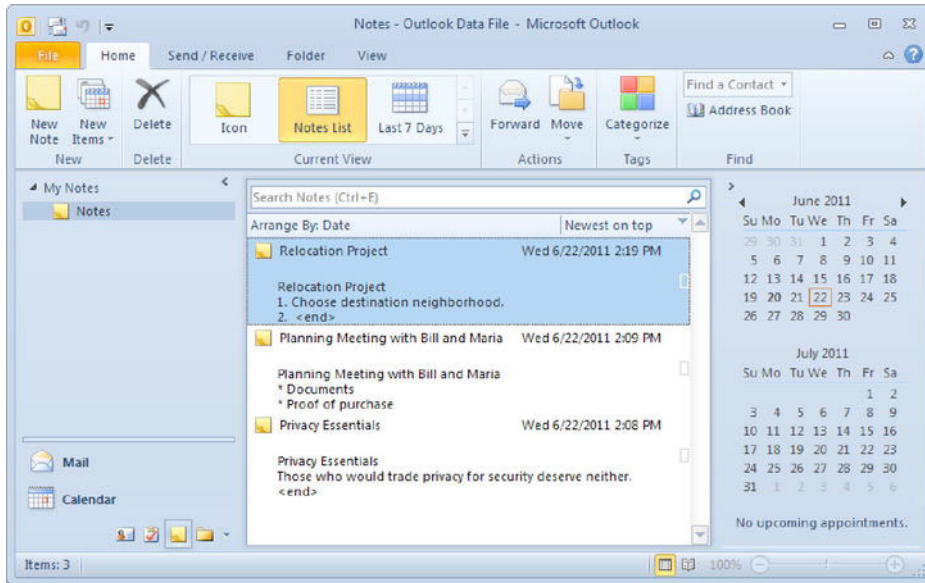 Notes - Outlook Data File - Microsoft Outlook
File Home Send / Receive Folder View
New Note
New Items
Delete
Icon
Notes List
Last 7 Days
Forward
Move
Categorize
Find a Contact
Address Book
New Delete Current View Actions Tags Find
My Notes
Notes
Search Notes (Ctrl+E)
Arrange By: Date Newest on top
Relocation Project Wed 6/22/2011 2:19 PM
Relocation Project
1. Choose destination neighborhood.
2. <end>
Planning Meeting with Bill and Maria Wed 6/22/2011 2:09 PM
Planning Meeting with Bill and Maria
* Documents
* Proof of purchase
Privacy Essentials Wed 6/22/2011 2:08 PM
Privacy Essentials
Those who would trade privacy for security deserve neither.
<end>
June 2011
Su Mo Tu We Th Fr Sa
29 30 31 1 2 3 4
5 6 7 8 9 10 11
12 13 14 15 16 17 18
19 20 21 22 23 24 25
26 27 28 29 30
July 2011
Su Mo Tu We Th Fr Sa
1 2
3 4 5 6 7 8 9
10 11 12 13 14 15 16
17 18 19 20 21 22 23
24 25 26 27 28 29 30
31 1 2 3 4 5 6
No upcoming appointments.
Mail
Calendar
Items: 3
100%